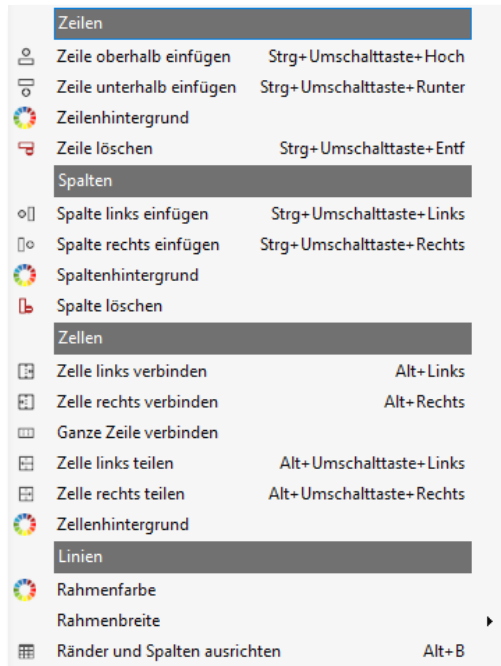 Zeilen
Zeile oberhalb einfügen Strg+Umschalttaste+Hoch
Zeile unterhalb einfügen Strg+Umschalttaste+Runter
Zeilenhintergrund
Zeile löschen Strg+Umschalttaste+Entf
Spalten
Spalte links einfügen Strg+Umschalttaste+Links
Spalte rechts einfügen Strg+Umschalttaste+Rechts
Spaltenhintergrund
Spalte löschen
Zellen
Zelle links verbinden Alt+Links
Zelle rechts verbinden Alt+Rechts
Ganze Zeile verbinden
Zelle links teilen Alt+Umschalttaste+Links
Zelle rechts teilen Alt+Umschalttaste+Rechts
Zellenhintergrund
Linien
Rahmenfarbe
Rahmenbreite
Ränder und Spalten ausrichten Alt+B